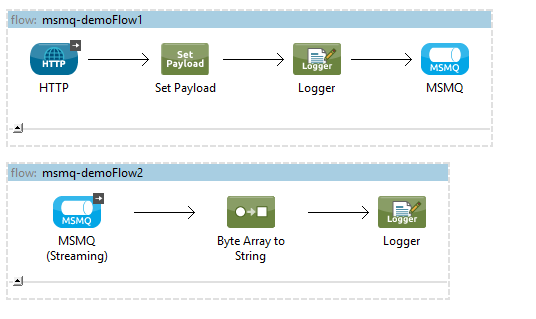 flow: msmq-demoFlow1
HTTP
Set
Payload
Logger
MSMQ
HTTP
Set Payload
Logger
MSMQ
flow: msmq-demoFlow2
MSMQ
Logger
MSMQ
(Streaming)
Byte Array to
String
Logger